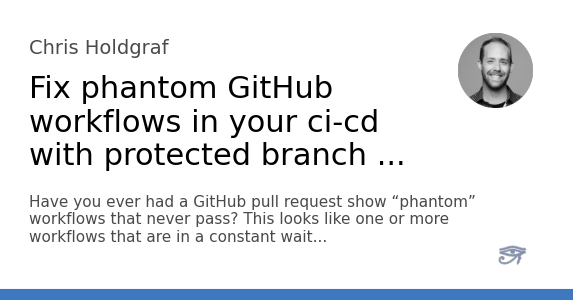 Chris Holdgraf
Fix phantom GitHub
workflows in your ci-cd
with protected branch ...
Have you ever had a GitHub pull request show “phantom”
workflows that never pass? This looks like one or more
workflows that are in a constant wait...